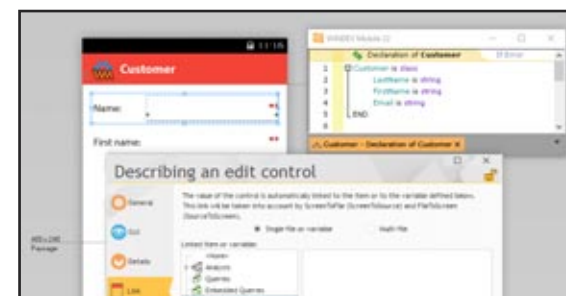 11:16
Customer
Name:
First name:
WINDEV Mobile 22
Declaration of Customer
0 Error
1 Customer is class
2 LastName is string
3 FirstName is string
4 Email is string
5 END
6
Customer - Declaration of Customer x
Describing an edit control
General
GUI
Details
Link
The value of the control is automatically linked to the item or to the variable defined below.
This link will be taken into account by ScreenToFile (ScreenToSource) and FileToScreen
(SourceToScreen).
Single file or variable
Multi-file
Linked item or variable:
<None>
Analysis
Queries
Embedded Queries